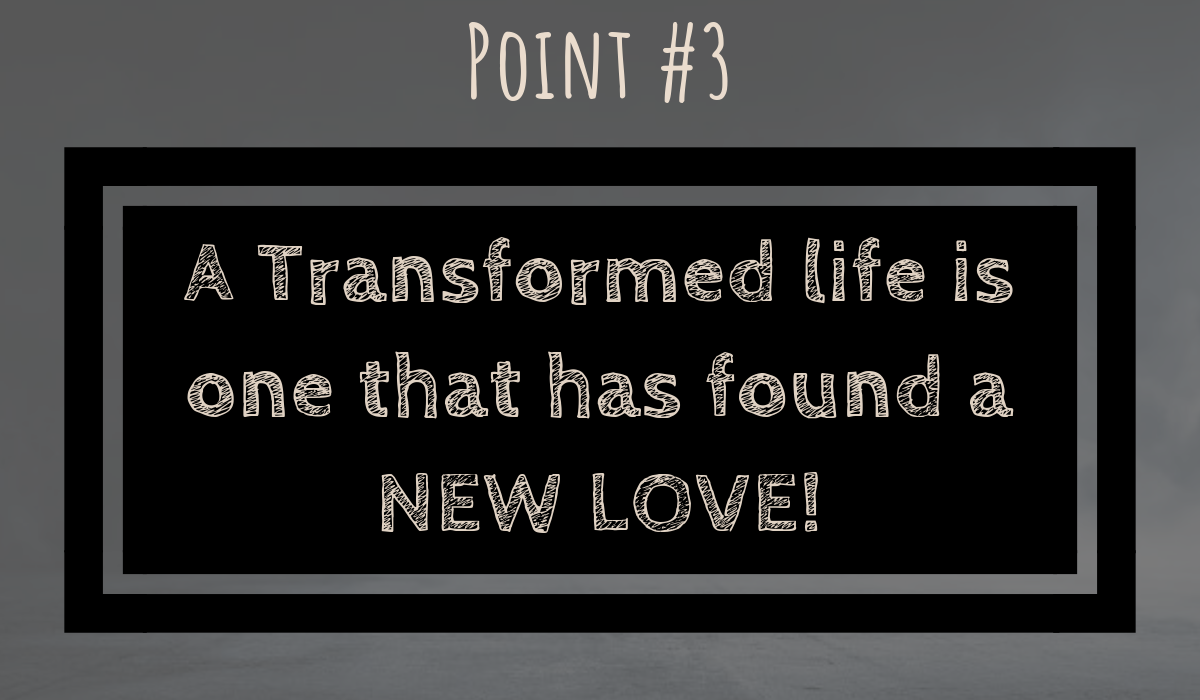 Point #3
A Transformed life is
one that has found a
NEW LOVE!